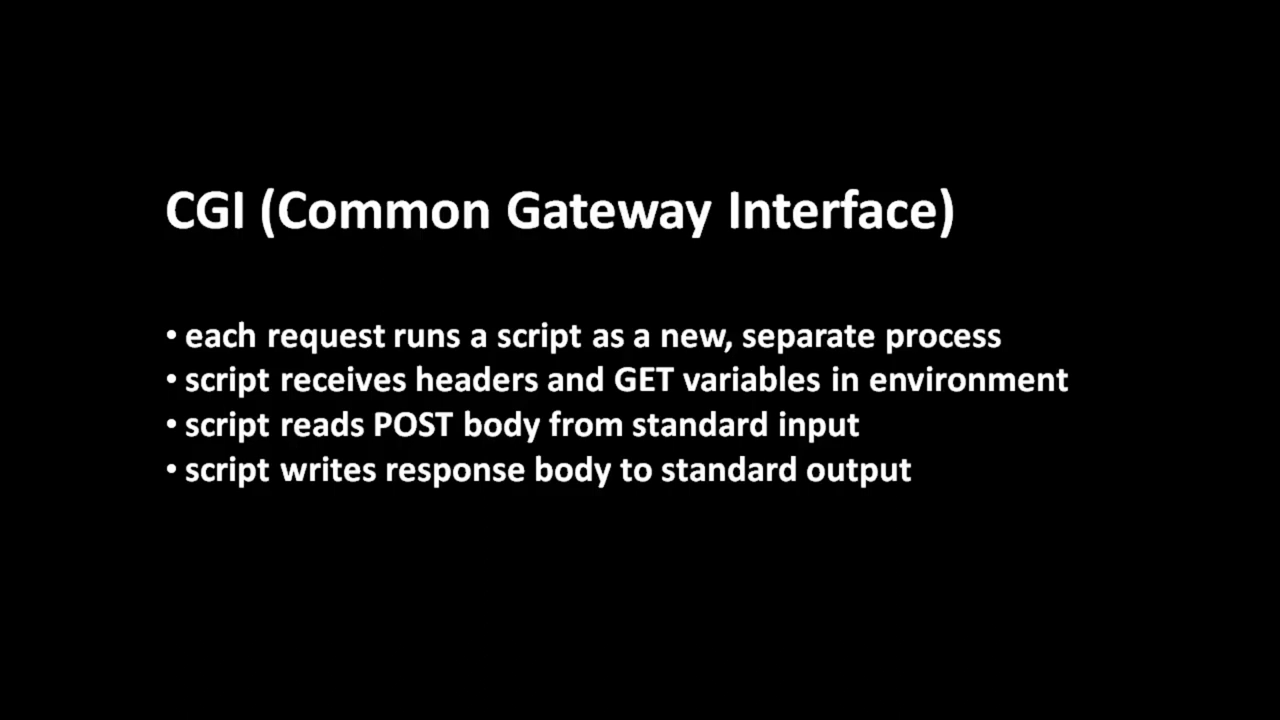 CGI (Common Gateway Interface)
• each request runs a script as a new, separate process
• script receives headers and GET variables in environment
• script reads POST body from standard input
• script writes response body to standard output